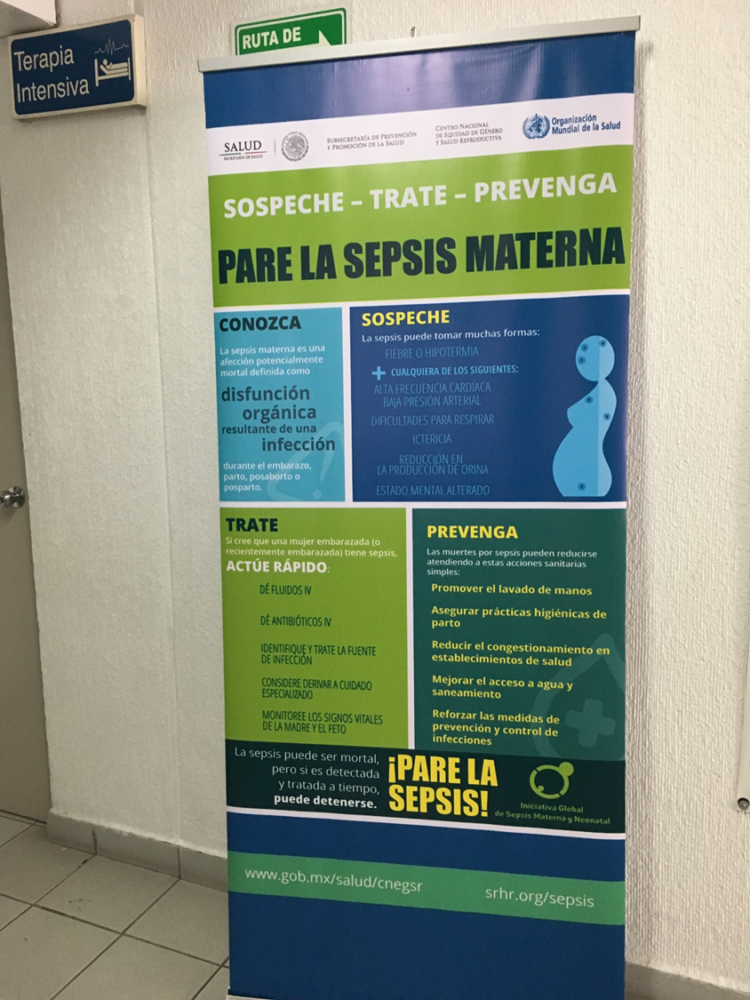 Terapia
Intensiva
RUTA DE
SALUD
SECRETARÍA DE SALUD
SUBSECRETARÍA DE PREVENCIÓN
Y PROMOCIÓN DE LA SALUD
CENTRO NACIONAL
DE EQUIDAD DE GÉNERO
Y SALUD REPRODUCTIVA
Organización
Mundial de la Salud
SOSPECHE – TRATE – PREVENGA
PARE LA SEPSIS MATERNA
CONOZCA
La sepsis materna es una
afección potencialmente
mortal definida como
disfunción
orgánica
resultante de una
infección
durante el embarazo,
parto, posaborto o
posparto.
SOSPECHE
La sepsis puede tomar muchas formas:
FIEBRE O HIPOTERMIA
+ CUALQUIERA DE LOS SIGUIENTES:
ALTA FRECUENCIA CARDÍACA
BAJA PRESIÓN ARTERIAL
DIFICULTADES PARA RESPIRAR
ICTERICIA
REDUCCIÓN EN
LA PRODUCCIÓN DE ORINA
ESTADO MENTAL ALTERADO
TRATE
Si cree que una mujer embarazada (o
recientemente embarazada) tiene sepsis,
ACTÚE RÁPIDO:
DÉ FLUIDOS IV
DÉ ANTIBIÓTICOS IV
IDENTIFIQUE Y TRATE LA FUENTE
DE INFECCIÓN
CONSIDERE DERIVAR A CUIDADO
ESPECIALIZADO
MONITOREE LOS SIGNOS VITALES
DE LA MADRE Y EL FETO
PREVENGA
Las muertes por sepsis pueden reducirse
atendiendo a estas acciones sanitarias
simples:
Promover el lavado de manos
Asegurar prácticas higiénicas de
parto
Reducir el congestionamiento en
establecimientos de salud
Mejorar el acceso a agua y
saneamiento
Reforzar las medidas de
prevención y control de
infecciones
La sepsis puede ser mortal,
pero si es detectada
y tratada a tiempo,
puede detenerse.
¡PARE LA
SEPSIS!
Iniciativa Global
de Sepsis Materna y Neonatal
www.gob.mx/salud/cnegsr
srhr.org/sepsis